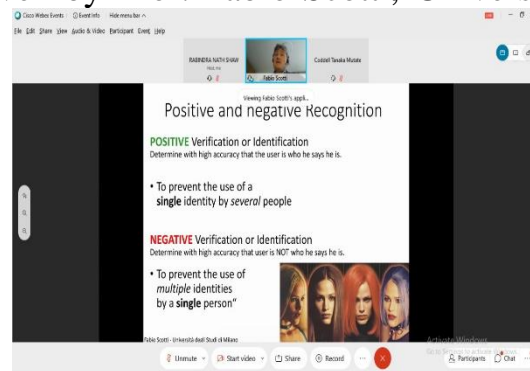 Cisco Webex Events
Event Info
Hide menu bar
File Edit Share View Audio & Video Participant Event Help
RABINDRA NATH SHAW
Fabio Scotti
Viewing Fabio Scotti's appli...
Positive and negative Recognition
POSITIVE Verification or Identification
Determine with high accuracy that the user is who he says he is.
• To prevent the use of a
single identity by several people
NEGATIVE Verification or Identification
Determine with high accuracy that user is NOT who he says he is.
• To prevent the use of
multiple identities
by a single person"
Fabio Scotti - Università degli Studi di Milano
Activate Windows
Unmute
Start video
Share
Record
Participants
Chat